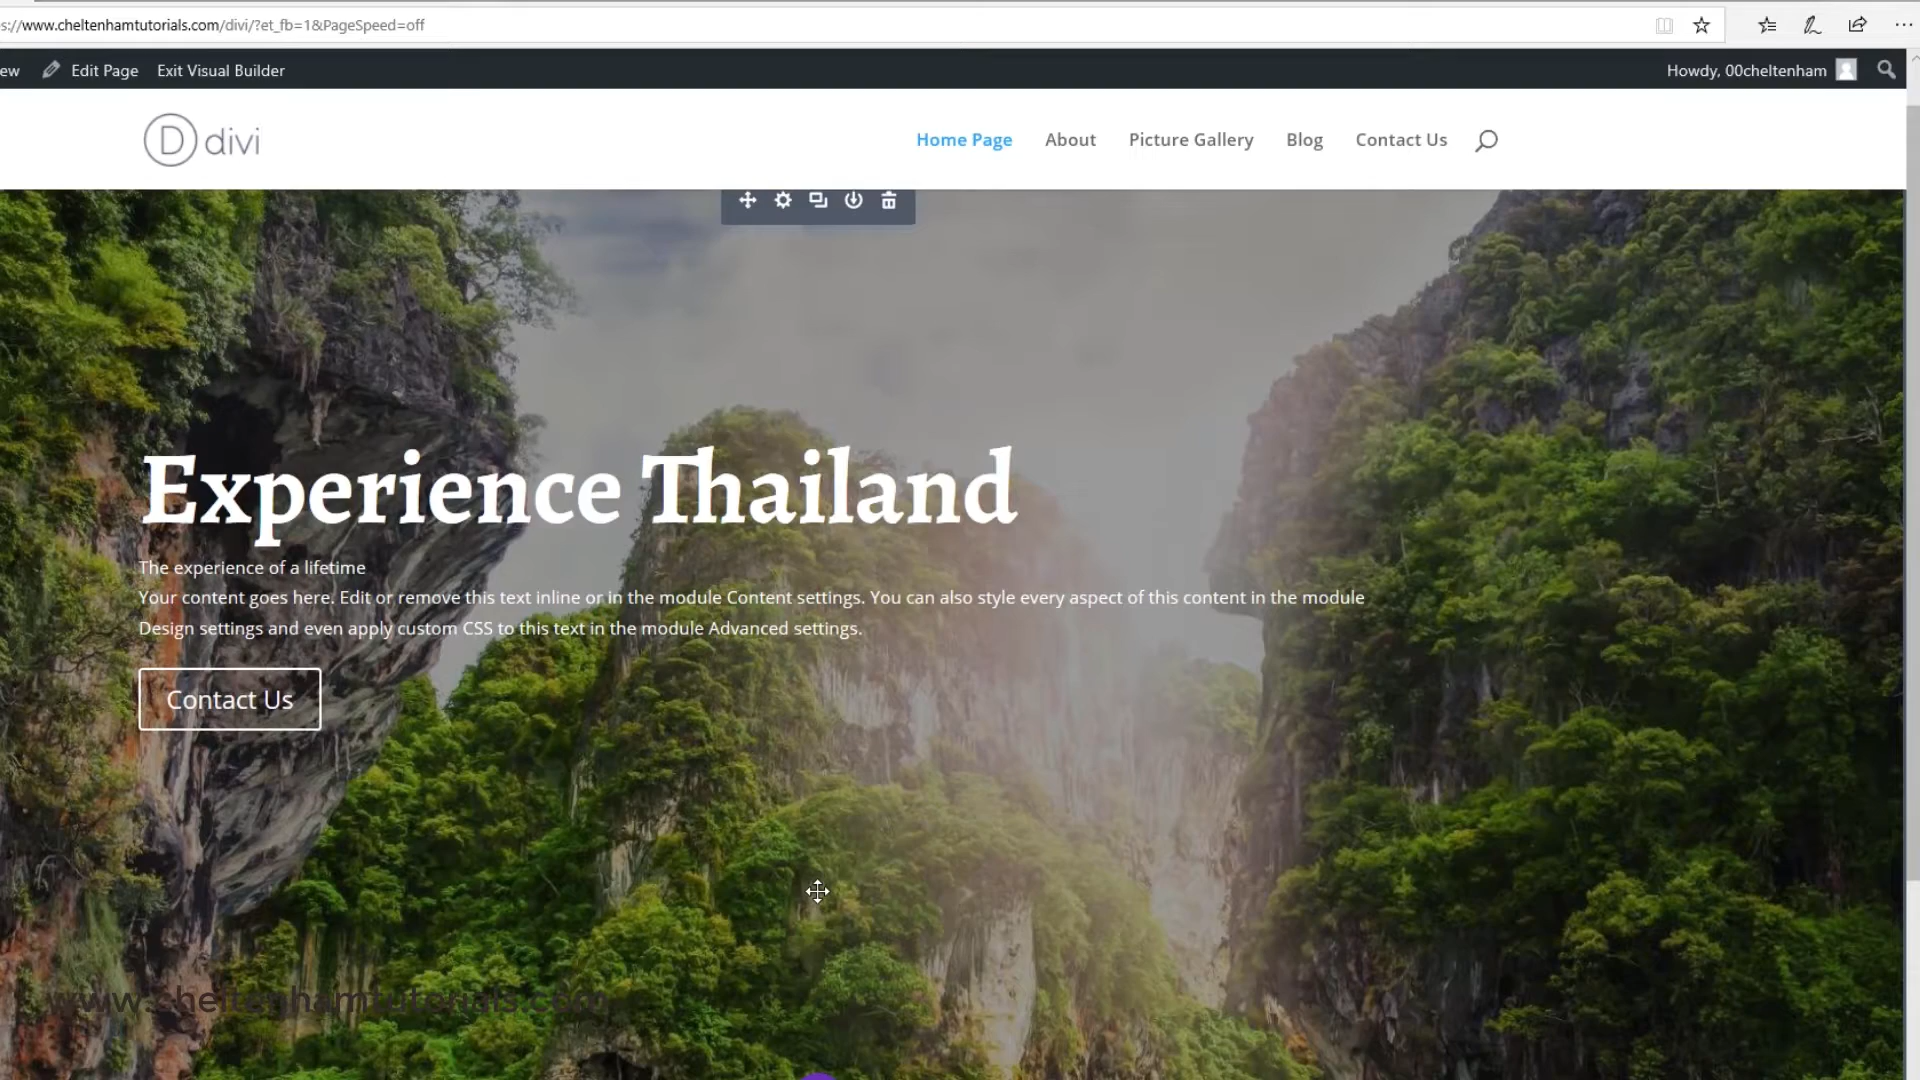 s://www.cheltenhamtutorials.com/divi/?et_fb=1&PageSpeed=off
ew Edit Page Exit Visual Builder Howdy, 00cheltenham
D divi Home Page About Picture Gallery Blog Contact Us
Experience Thailand
The experience of a lifetime
Your content goes here. Edit or remove this text inline or in the module Content settings. You can also style every aspect of this content in the module
Design settings and even apply custom CSS to this text in the module Advanced settings.
Contact Us
www.cheltenhamtutorials.com